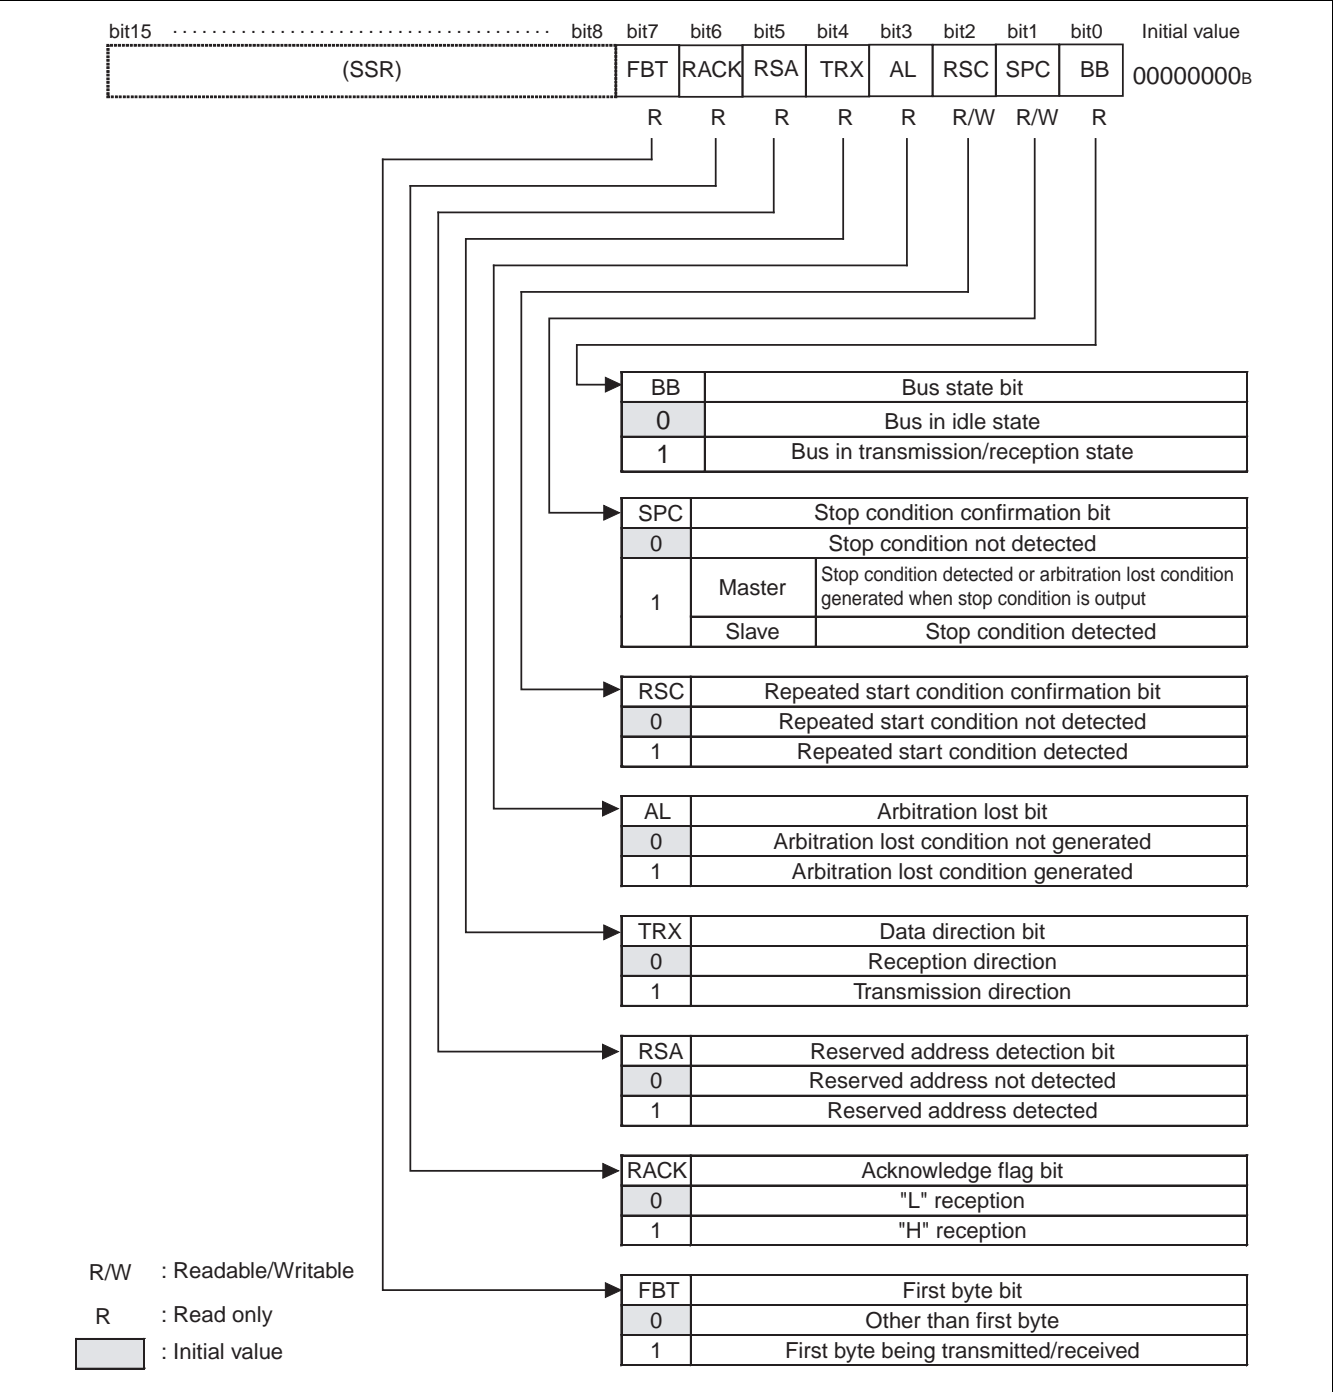 bit15 ...................................... bit8 bit7 bit6 bit5 bit4 bit3 bit2 bit1 bit0 Initial value
(SSR) FBT RACK RSA TRX AL RSC SPC BB 00000000B
R R R R R R/W R/W R
BB Bus state bit
0 Bus in idle state
1 Bus in transmission/reception state
SPC Stop condition confirmation bit
0 Stop condition not detected
1 Master Stop condition detected or arbitration lost condition
generated when stop condition is output
Slave Stop condition detected
RSC Repeated start condition confirmation bit
0 Repeated start condition not detected
1 Repeated start condition detected
AL Arbitration lost bit
0 Arbitration lost condition not generated
1 Arbitration lost condition generated
TRX Data direction bit
0 Reception direction
1 Transmission direction
RSA Reserved address detection bit
0 Reserved address not detected
1 Reserved address detected
RACK Acknowledge flag bit
0 "L" reception
1 "H" reception
FBT First byte bit
0 Other than first byte
1 First byte being transmitted/received
R/W : Readable/Writable
R : Read only
: Initial value